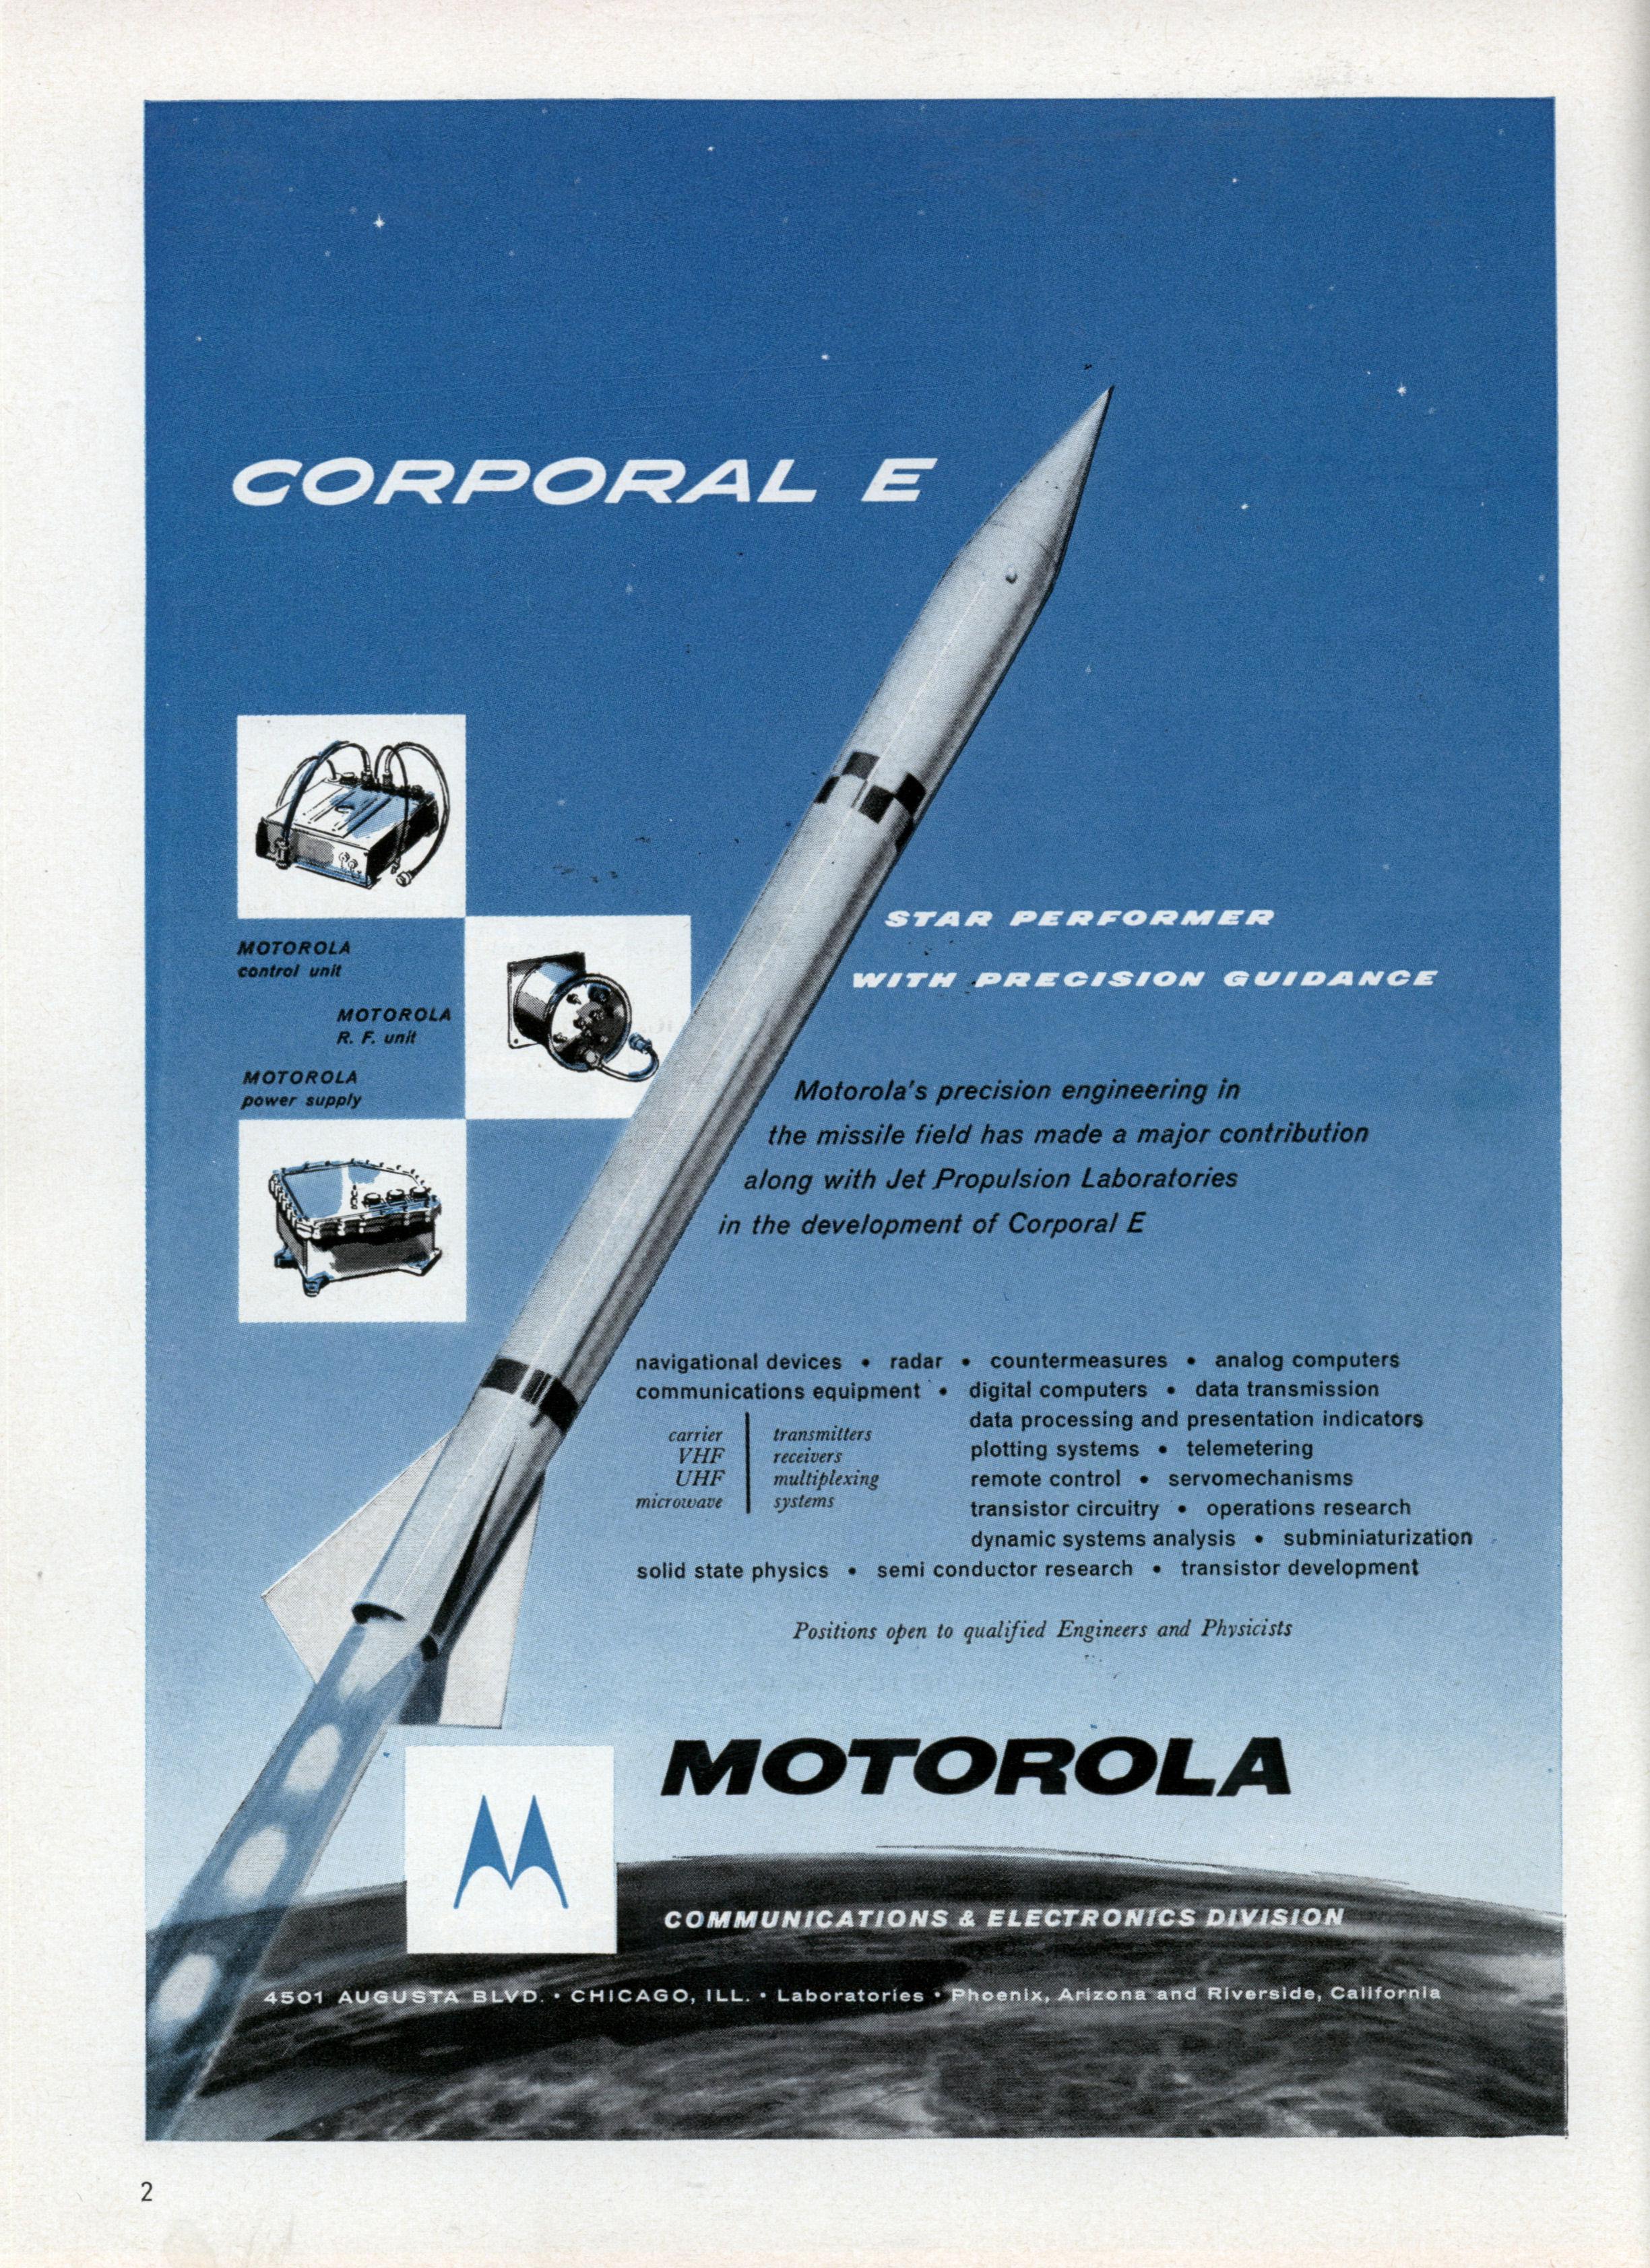 CORPORAL E
MOTOROLA
control unit
MOTOROLA
R. F. unit
MOTOROLA
power supply
STAR PERFORMER
WITH PRECISION GUIDANCE
Motorola's precision engineering in
the missile field has made a major contribution
along with Jet Propulsion Laboratories
in the development of Corporal E
navigational devices • radar • countermeasures • analog computers
communications equipment • digital computers • data transmission
carrier
VHF
UHF
microwave
transmitters
receivers
multiplexing
systems
data processing and presentation indicators
plotting systems • telemetering
remote control • servomechanisms
transistor circuitry • operations research
dynamic systems analysis • subminiaturization
solid state physics • semi conductor research • transistor development
Positions open to qualified Engineers and Physicists
MOTOROLA
COMMUNICATIONS & ELECTRONICS DIVISION
4501 AUGUSTA BLVD. • CHICAGO, ILL. • Laboratories • Phoenix, Arizona and Riverside, California
2